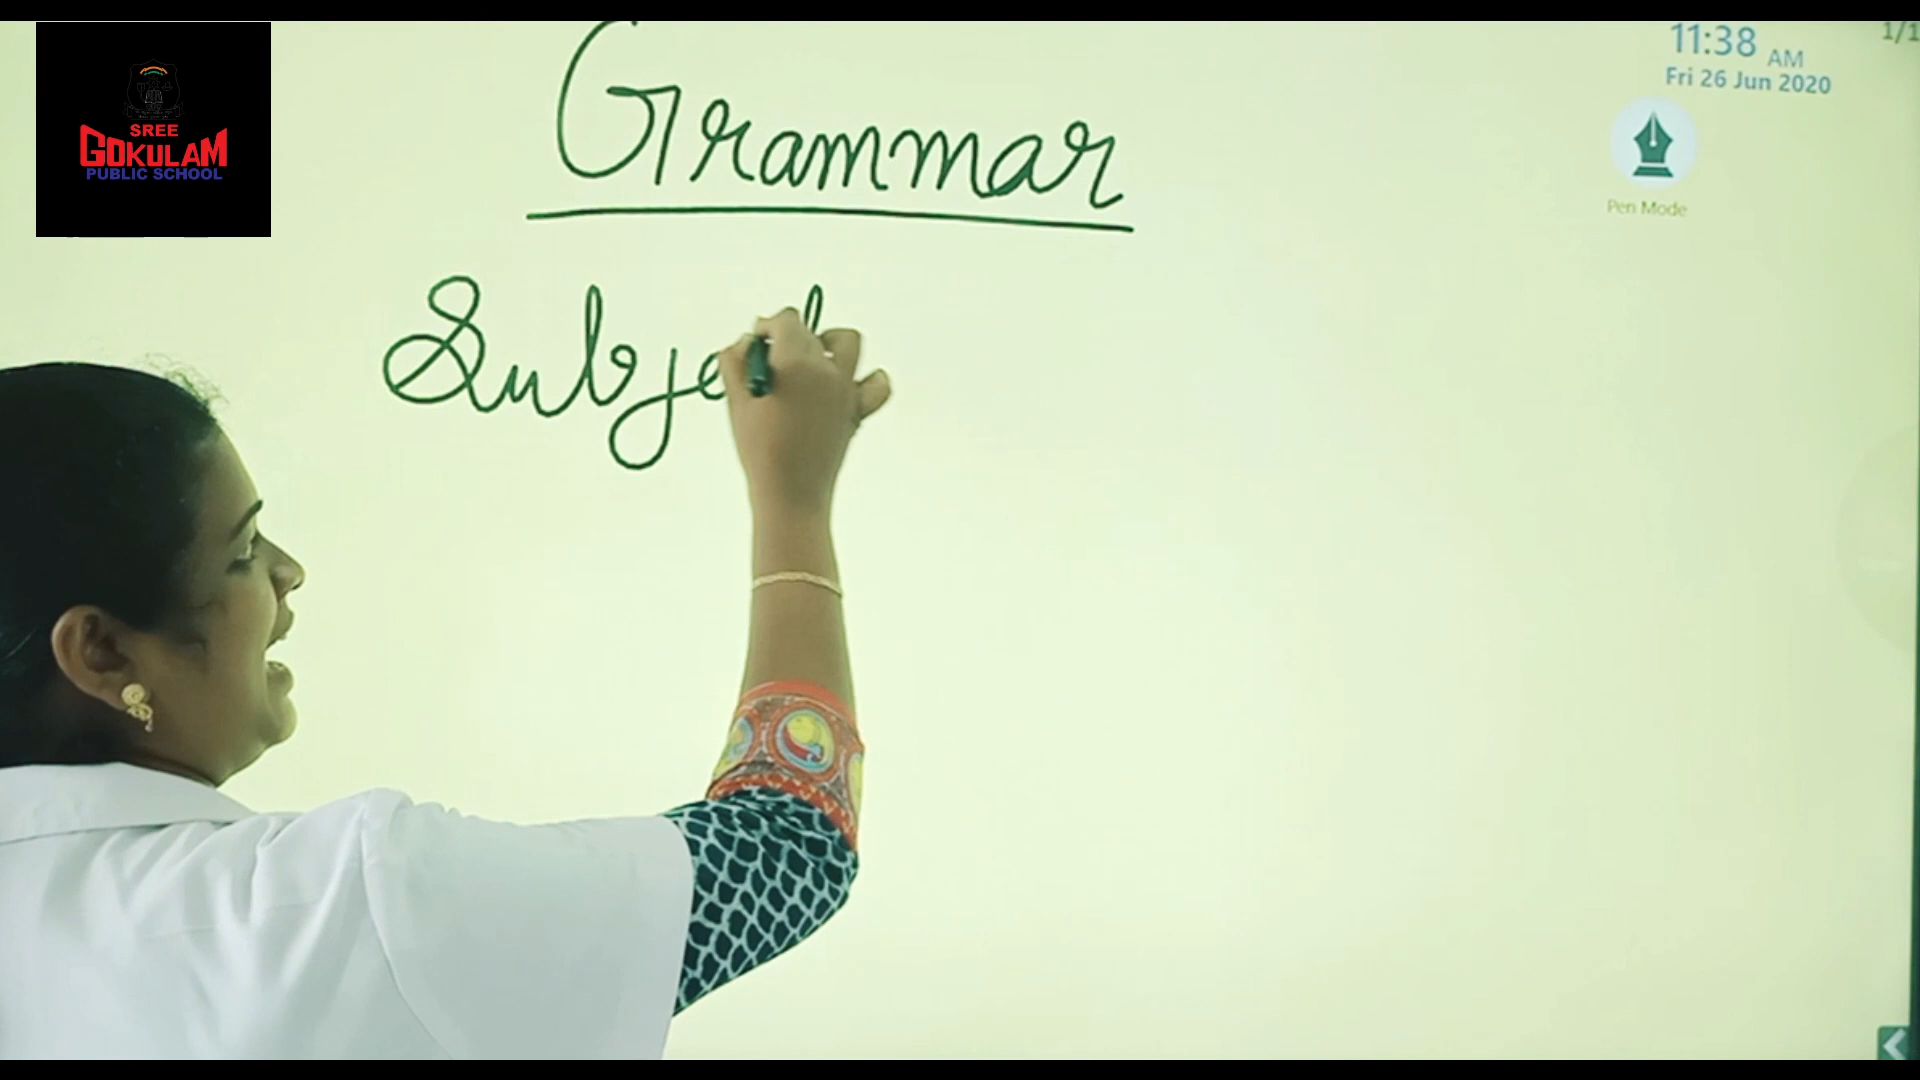 SREE
GOKULAM
PUBLIC SCHOOL
Grammar
11:38 AM
1/1
Fri 26 Jun 2020
Pen Mode